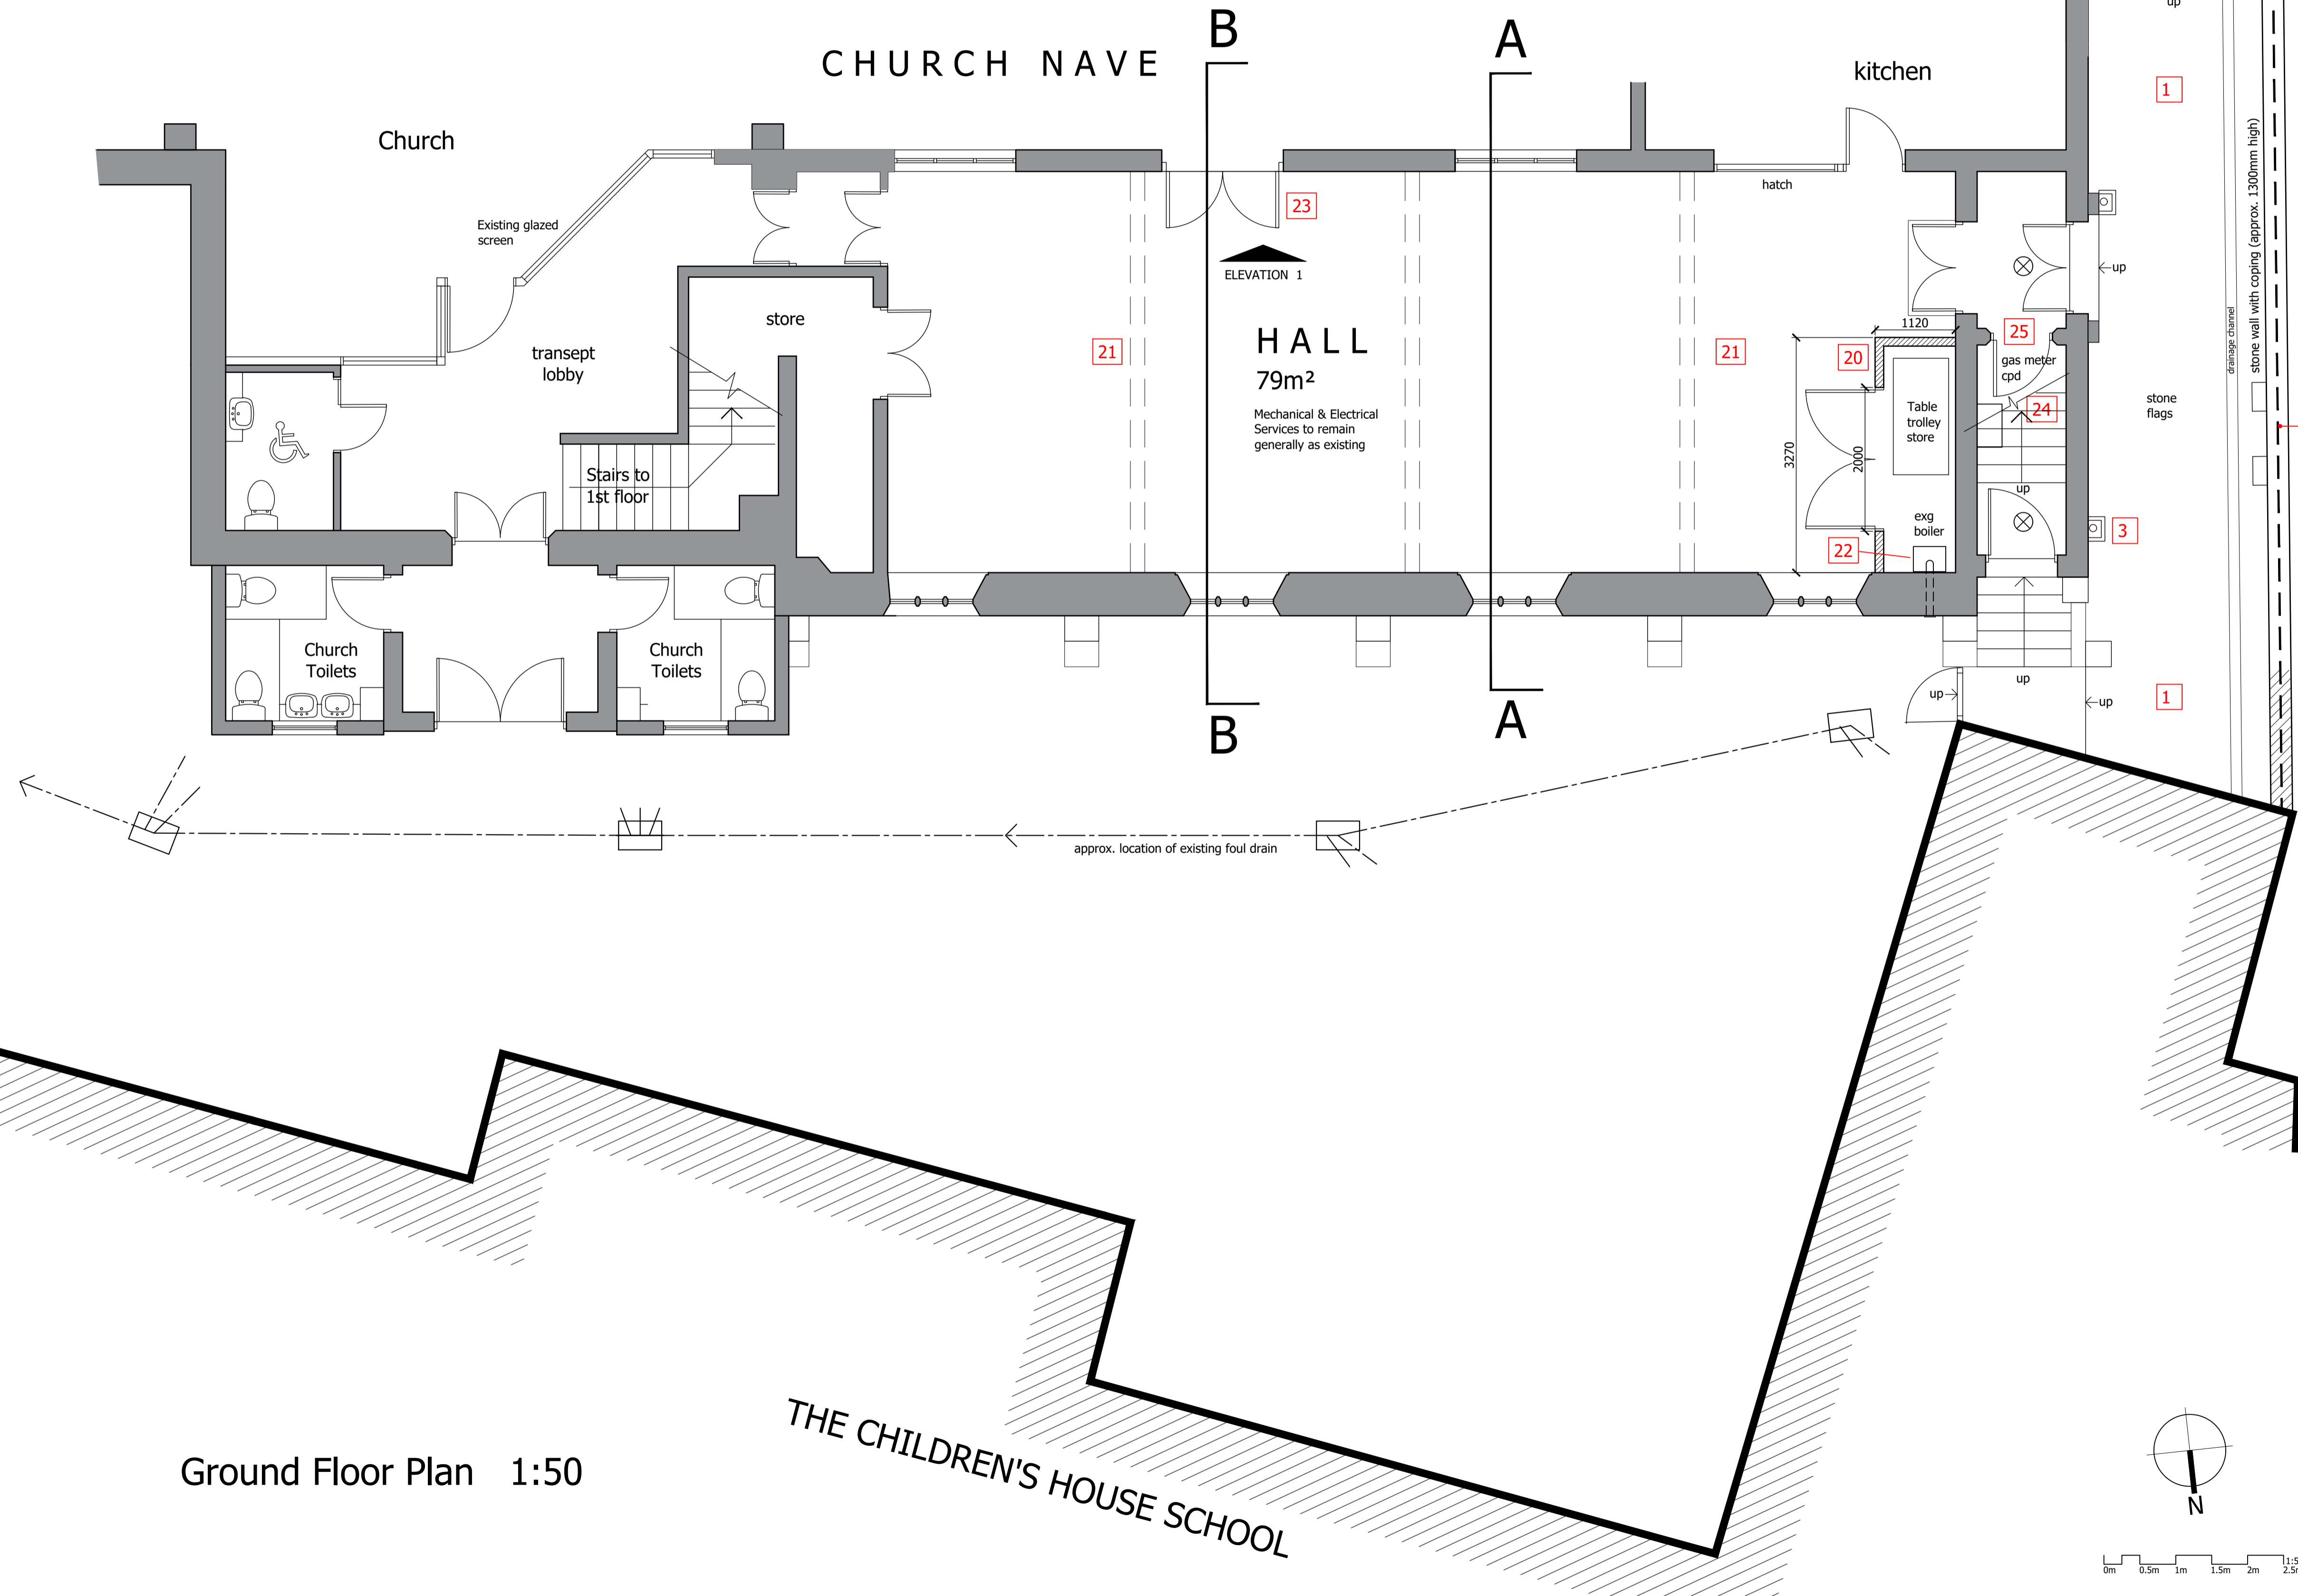 up
B
A
CHURCH NAVE
kitchen
1
Church
stone wall with coping (approx. 1300mm high)
hatch
23
Existing glazed
screen
ELEVATION 1
up
store
drainage channel
HALL
79m²
1120
25
21
21
20
transept
lobby
gas meter
cpd
stone
flags
Mechanical & Electrical
Services to remain
generally as existing
Table
trolley
store
24
3270
2000
Stairs to
1st floor
up
exg
boiler
22
3
Church
Toilets
Church
Toilets
up
up
up
1
B
A
approx. location of existing foul drain
THE CHILDREN'S HOUSE SCHOOL
Ground Floor Plan 1:50
N
0m 0.5m 1m 1.5m 2m